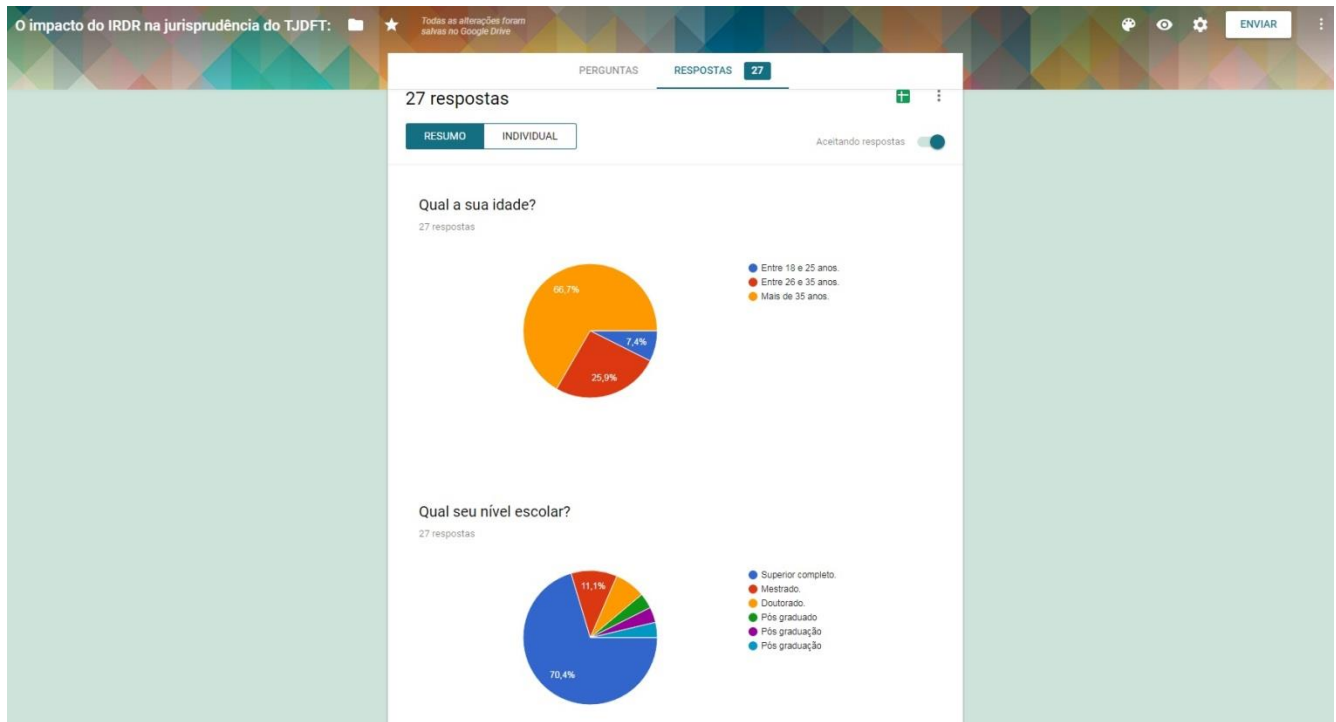 O impacto do IRDR na jurisprudência do TJDFT:
Todas as alterações foram
salvas no Google Drive
ENVIAR
PERGUNTAS
RESPOSTAS 27
27 respostas
RESUMO
INDIVIDUAL
Aceitando respostas
Qual a sua idade?
27 respostas
66,7%
7,4%
25,9%
Entre 18 e 25 anos.
Entre 26 e 35 anos.
Mais de 35 anos.
Qual seu nível escolar?
27 respostas
11,1%
70,4%
Superior completo.
Mestrado.
Doutorado.
Pós graduado
Pós graduação
Pós graduação